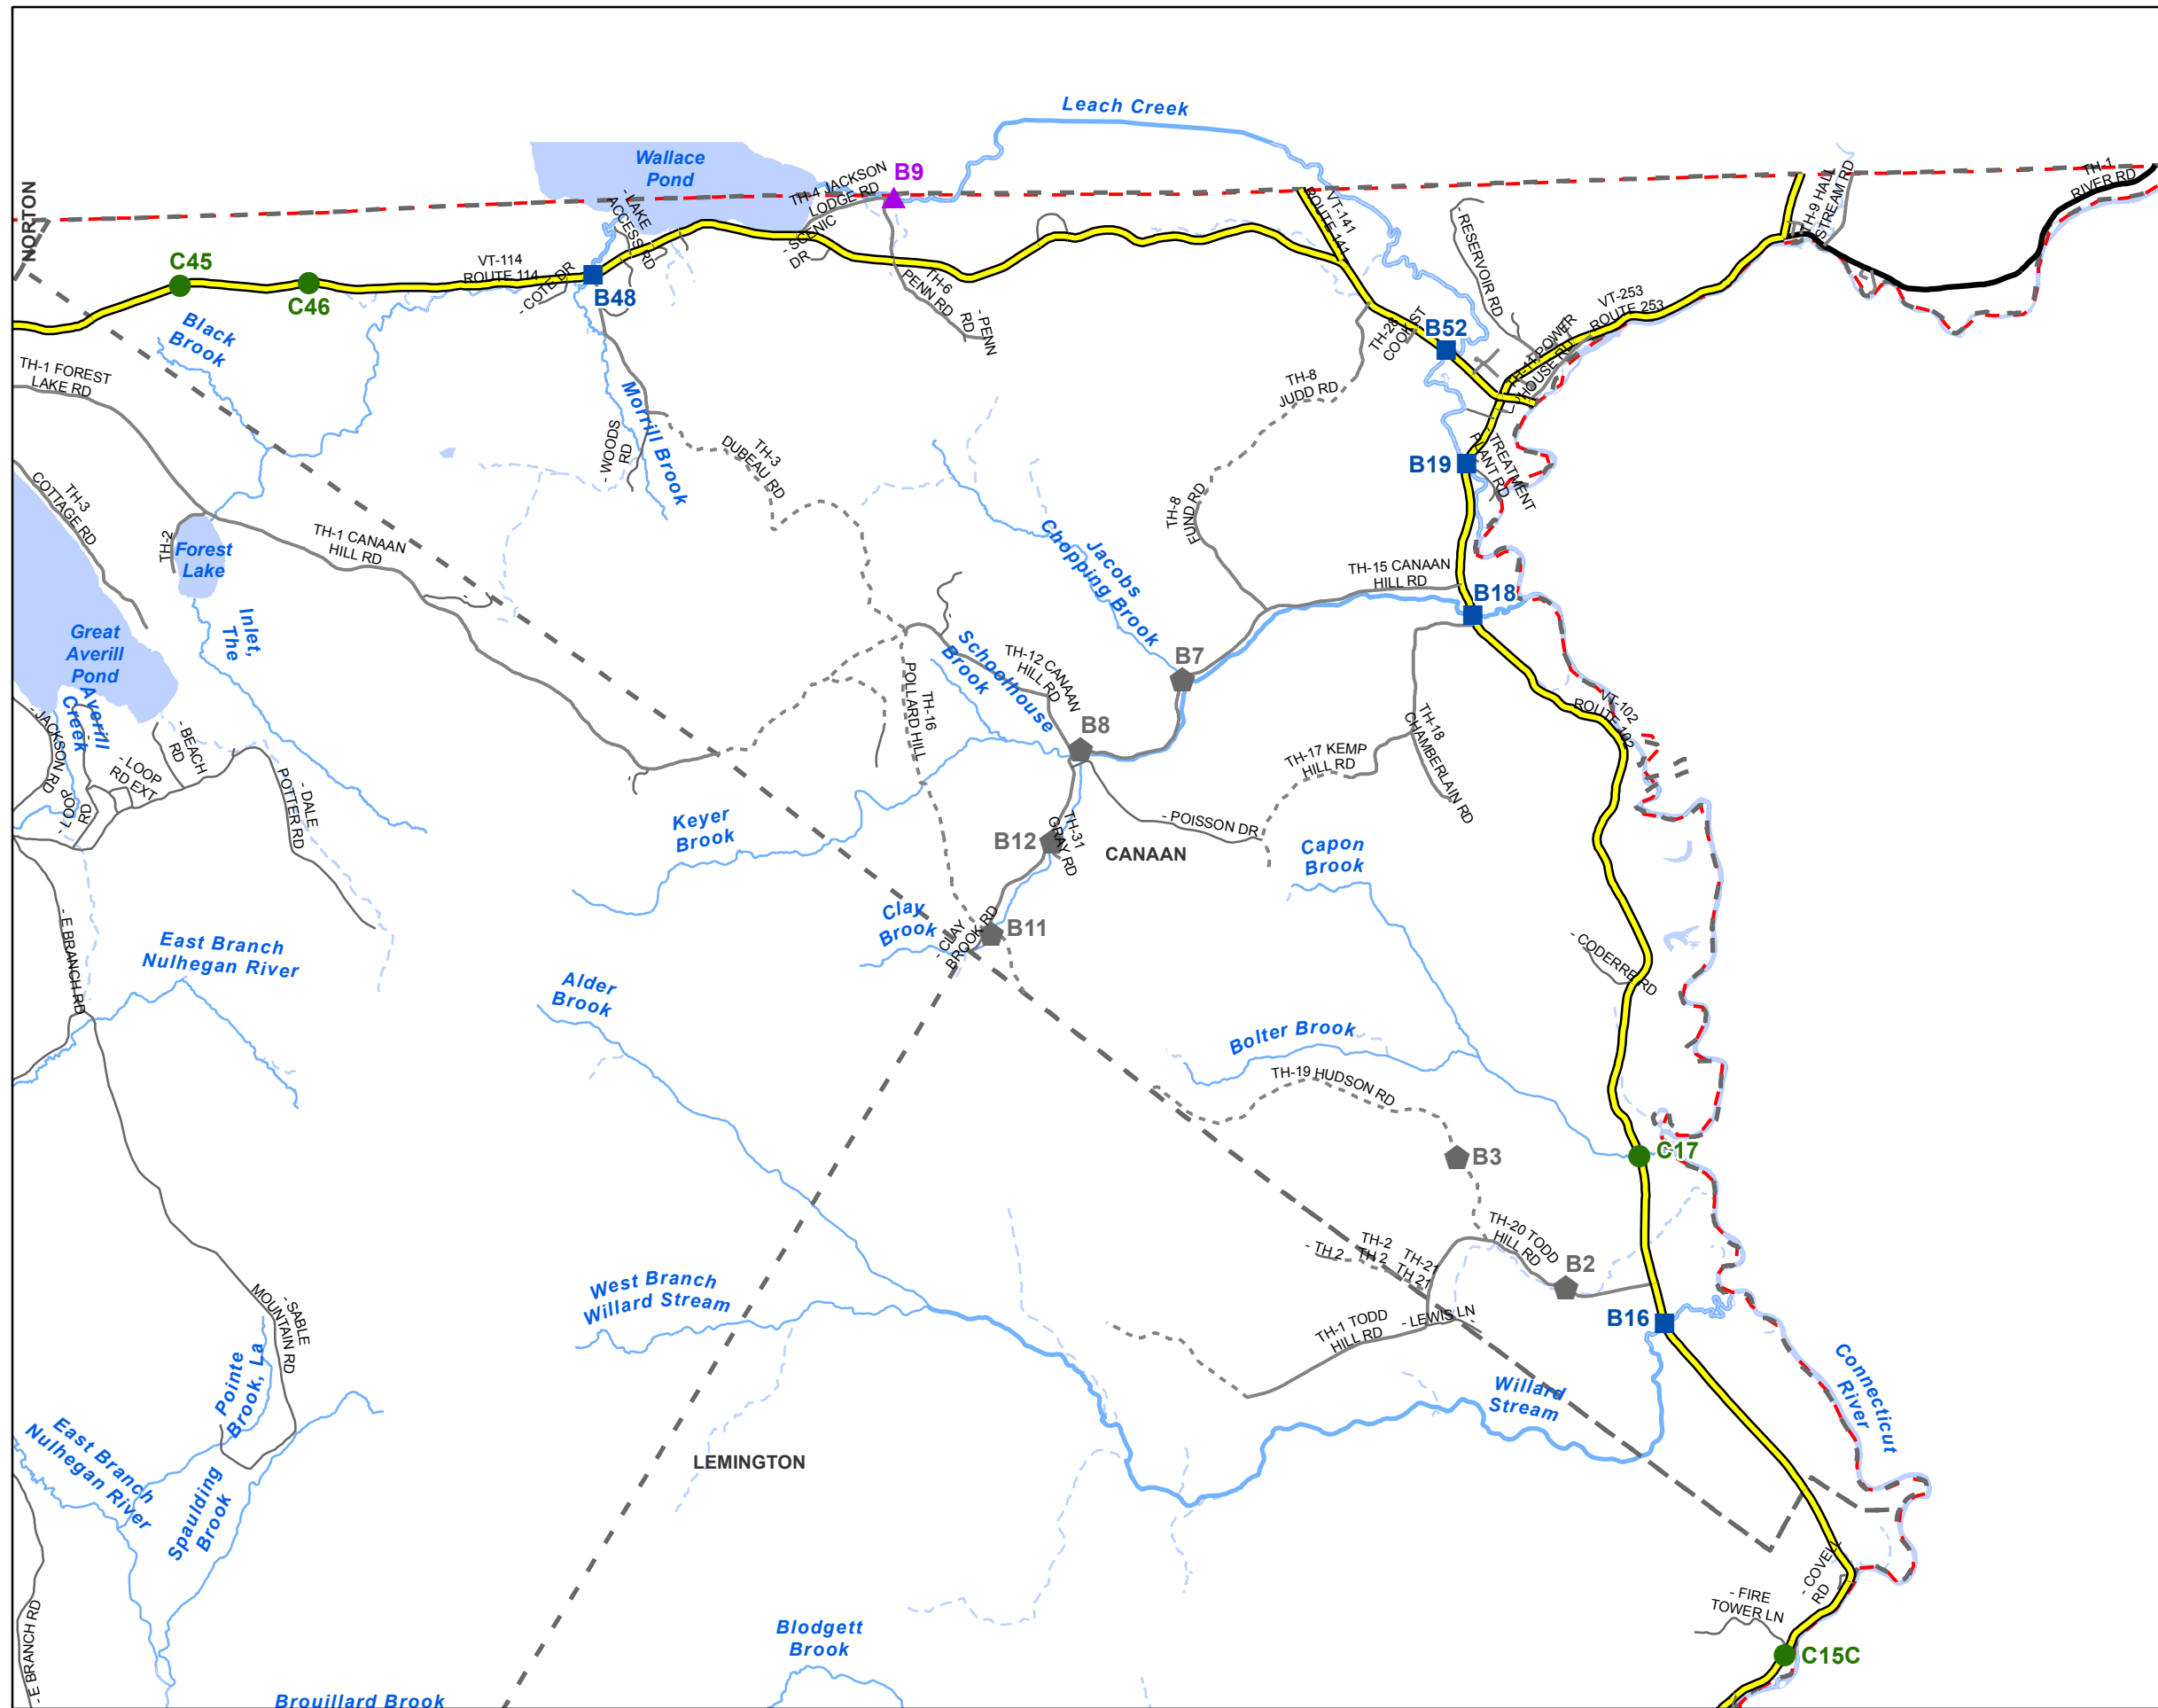 Leach Creek
Wallace
Pond
B9
TH-4 JACKSON
LODGE RD
- LAKE
ACCESS RD
- SCENIC
DR
NORTON
C45
C46
VT-114
ROUTE 114
- COTE DR
B48
TH-6
PENN RD
- PENN
RD
VT-141
ROUTE 141
- RESERVOIR RD
TH-9 HALL
STREAM RD
TH-1
RIVER RD
VT-253
ROUTE 253
POWER
HOUSE RD
TH-28
COOK ST
B52
Black
Brook
TH-1 FOREST
LAKE RD
TH-3
COTTAGE RD
Morrill Brook
- WOODS
RD
TH-3
DUBEAU RD
TH-8
JUDD RD
B19
- TREATMENT
PLANT RD
TH-8
FUND RD
TH-2
Forest
Lake
TH-1 CANAAN
HILL RD
Jacobs
Chopping Brook
TH-15 CANAAN
HILL RD
B18
Inlet,
The
Great
Averill
Pond
Averill
Creek
- JACKSON RD
- BEACH
RD
- LOOP
RD EXT
- LOOP
RD
- DALE
POTTER RD
Schoolhouse
Brook
TH-12 CANAAN
HILL RD
TH-16
POLLARD HILL
B7
B8
TH-17 KEMP
HILL RD
TH-18
CHAMBERLAIN RD
VT-102
ROUTE 102
Keyer
Brook
B12
TH-31
GRAY RD
- POISSON DR
CANAAN
Capon
Brook
Clay
Brook
- CLAY
BROOK RD
B11
- CODERRE RD
- E BRANCH RD
East Branch
Nulhegan River
Alder
Brook
Bolter Brook
TH-19 HUDSON RD
B3
C17
TH-20 TODD
HILL RD
B2
- TH 2
TH-2
TH 2
TH-21
TH 21
B16
TH-1 TODD
HILL RD
- LEWIS LN -
West Branch
Willard Stream
- SABLE
MOUNTAIN RD
Pointe
Brook, La
Willard
Stream
Connecticut
River
East Branch
Nulhegan River
Spaulding
Brook
LEMINGTON
- COVELL
RD
- FIRE
TOWER LN
C15C
- E BRANCH RD
Blodgett
Brook
Brouillard Brook